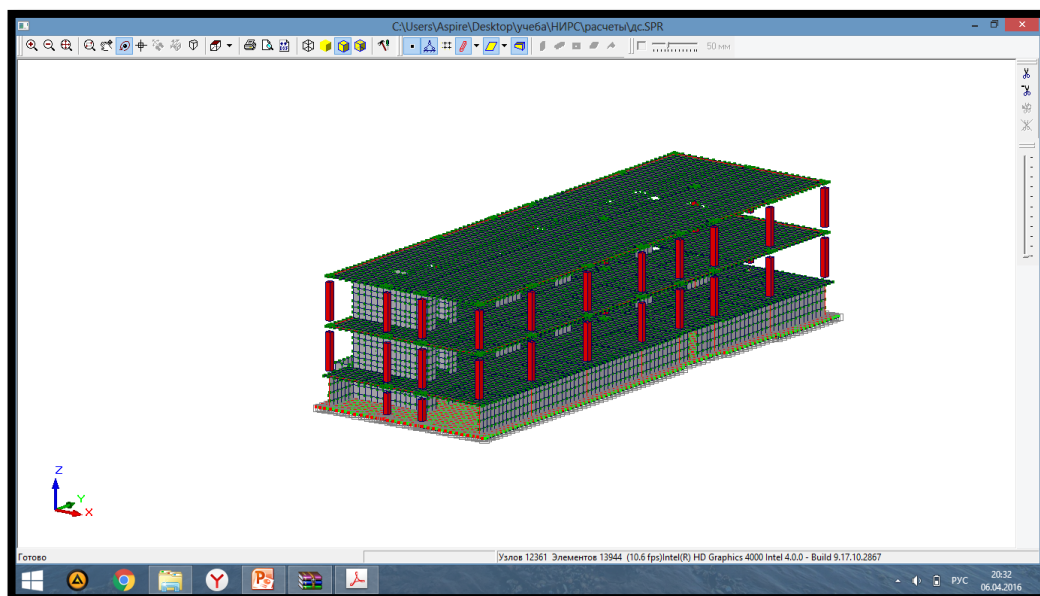 C:\Users\Aspire\Desktop\учеба\НИРС\расчеты\дс.SPR
50 мм
Z
Y
X
Готово
Узлов 12361 Элементов 13944 (10.6 fps)Intel(R) HD Graphics 4000 Intel 4.0.0 - Build 9.17.10.2867
РУС
20:32
06.04.2016